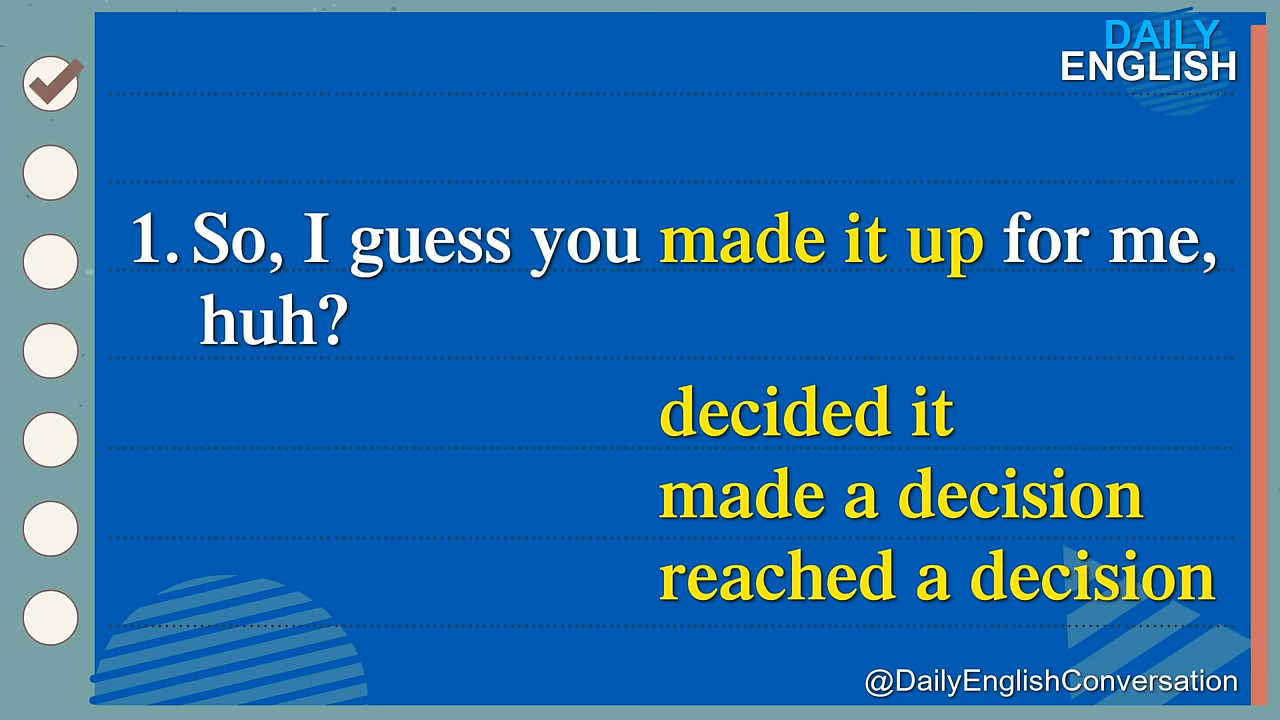 DAILY
ENGLISH
1. So, I guess you made it up for me,
huh?
decided it
made a decision
reached a decision
@DailyEnglishConversation